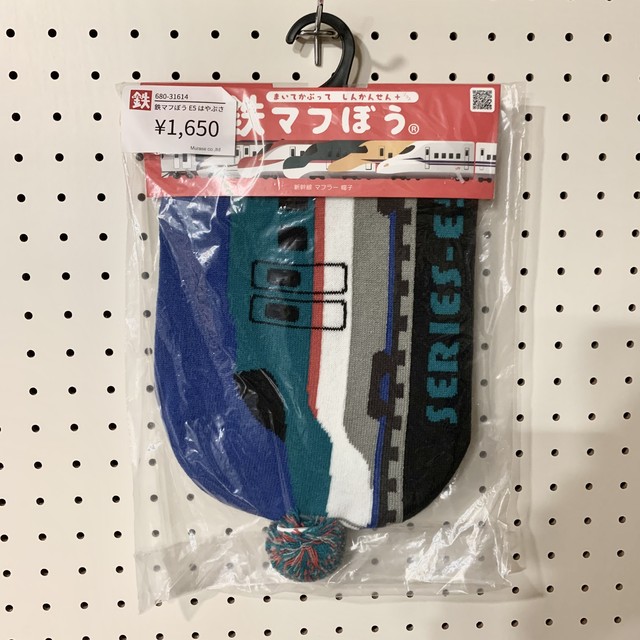 鉄
680-31614
鉄マフぼう E5 はやぶさ
¥1,650
まいてかぶって しんかんせん+
鉄マフぼう®
新幹線 マフラー 帽子
SERIES-E5